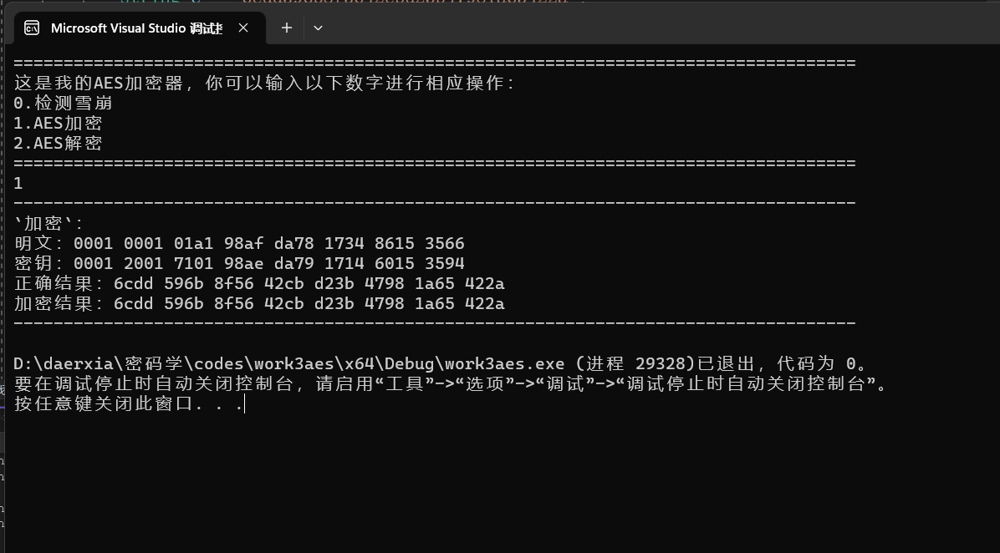 Microsoft Visual Studio 调试控
================================================================================
这是我的AES加密器，你可以输入以下数字进行相应操作：
0.检测雪崩
1.AES加密
2.AES解密
================================================================================
1
--------------------------------------------------------------------------------
`加密`：
明文：0001 0001 01a1 98af da78 1734 8615 3566
密钥：0001 2001 7101 98ae da79 1714 6015 3594
正确结果：6cdd 596b 8f56 42cb d23b 4798 1a65 422a
加密结果：6cdd 596b 8f56 42cb d23b 4798 1a65 422a
--------------------------------------------------------------------------------
D:\daerxia\密码学\codes\work3aes\x64\Debug\work3aes.exe (进程 29328)已退出，代码为 0。
要在调试停止时自动关闭控制台，请启用“工具”->“选项”->“调试”->“调试停止时自动关闭控制台”。
按任意键关闭此窗口. . .